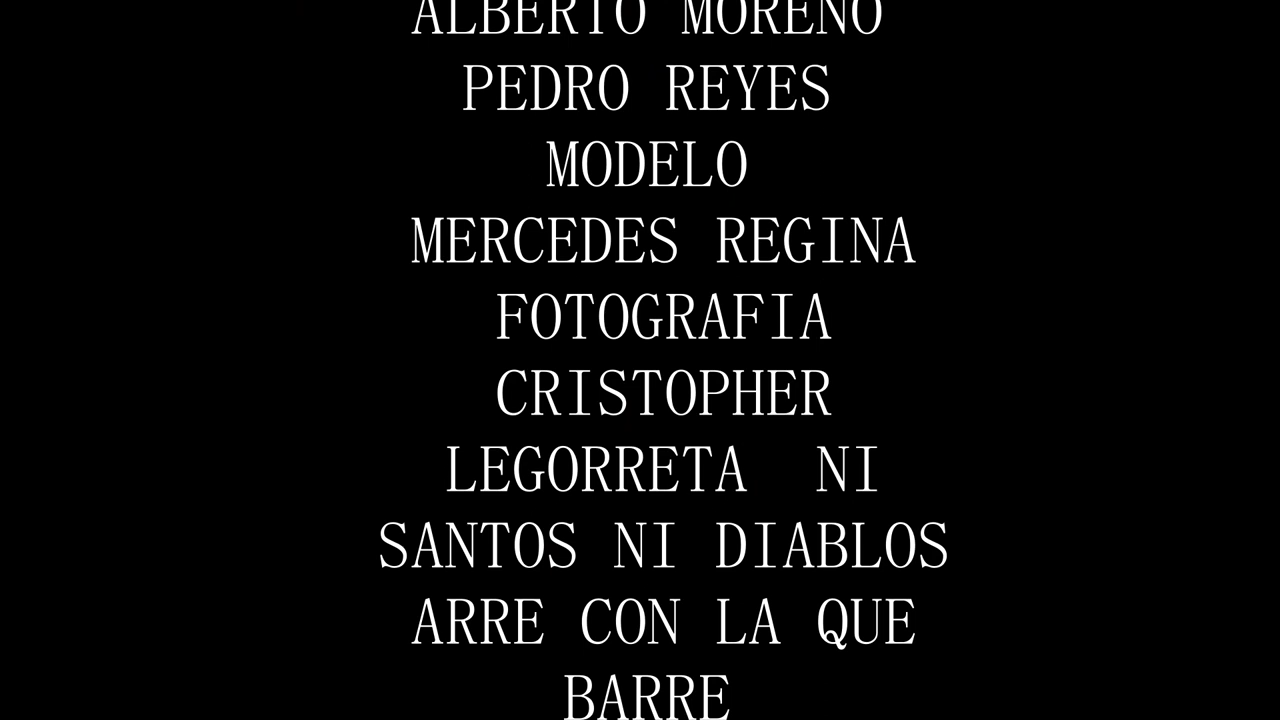 ALBERTO MORENO
PEDRO REYES
MODELO
MERCEDES REGINA
FOTOGRAFIA
CRISTOPHER
LEGORRETA  NI
SANTOS NI DIABLOS
ARRE CON LA QUE
BARRE